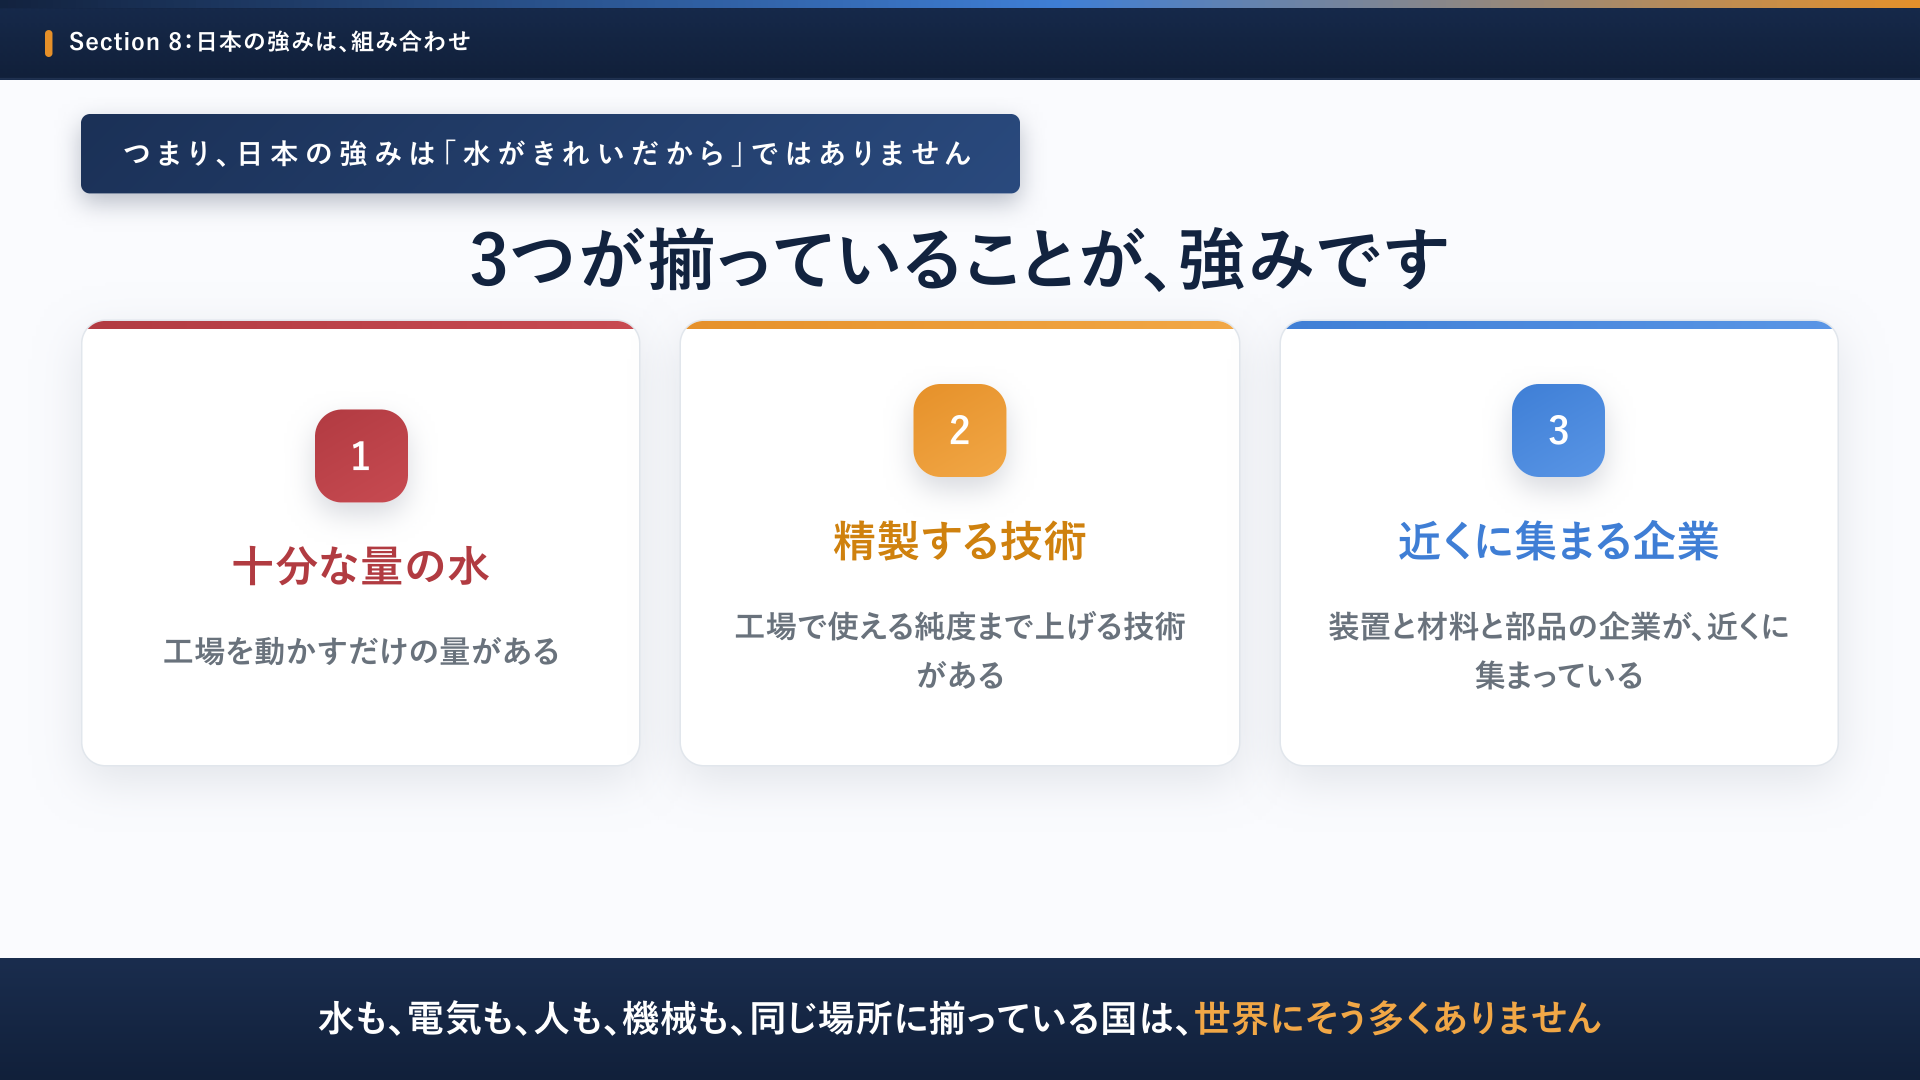 Section 8：日本の強みは、組み合わせ
つまり、日本の強みは「水がきれいだから」ではありません
3つが揃っていることが、強みです
1
十分な量の水
工場を動かすだけの量がある
2
精製する技術
工場で使える純度まで上げる技術
がある
3
近くに集まる企業
装置と材料と部品の企業が、近くに
集まっている
水も、電気も、人も、機械も、同じ場所に揃っている国は、世界にそう多くありません